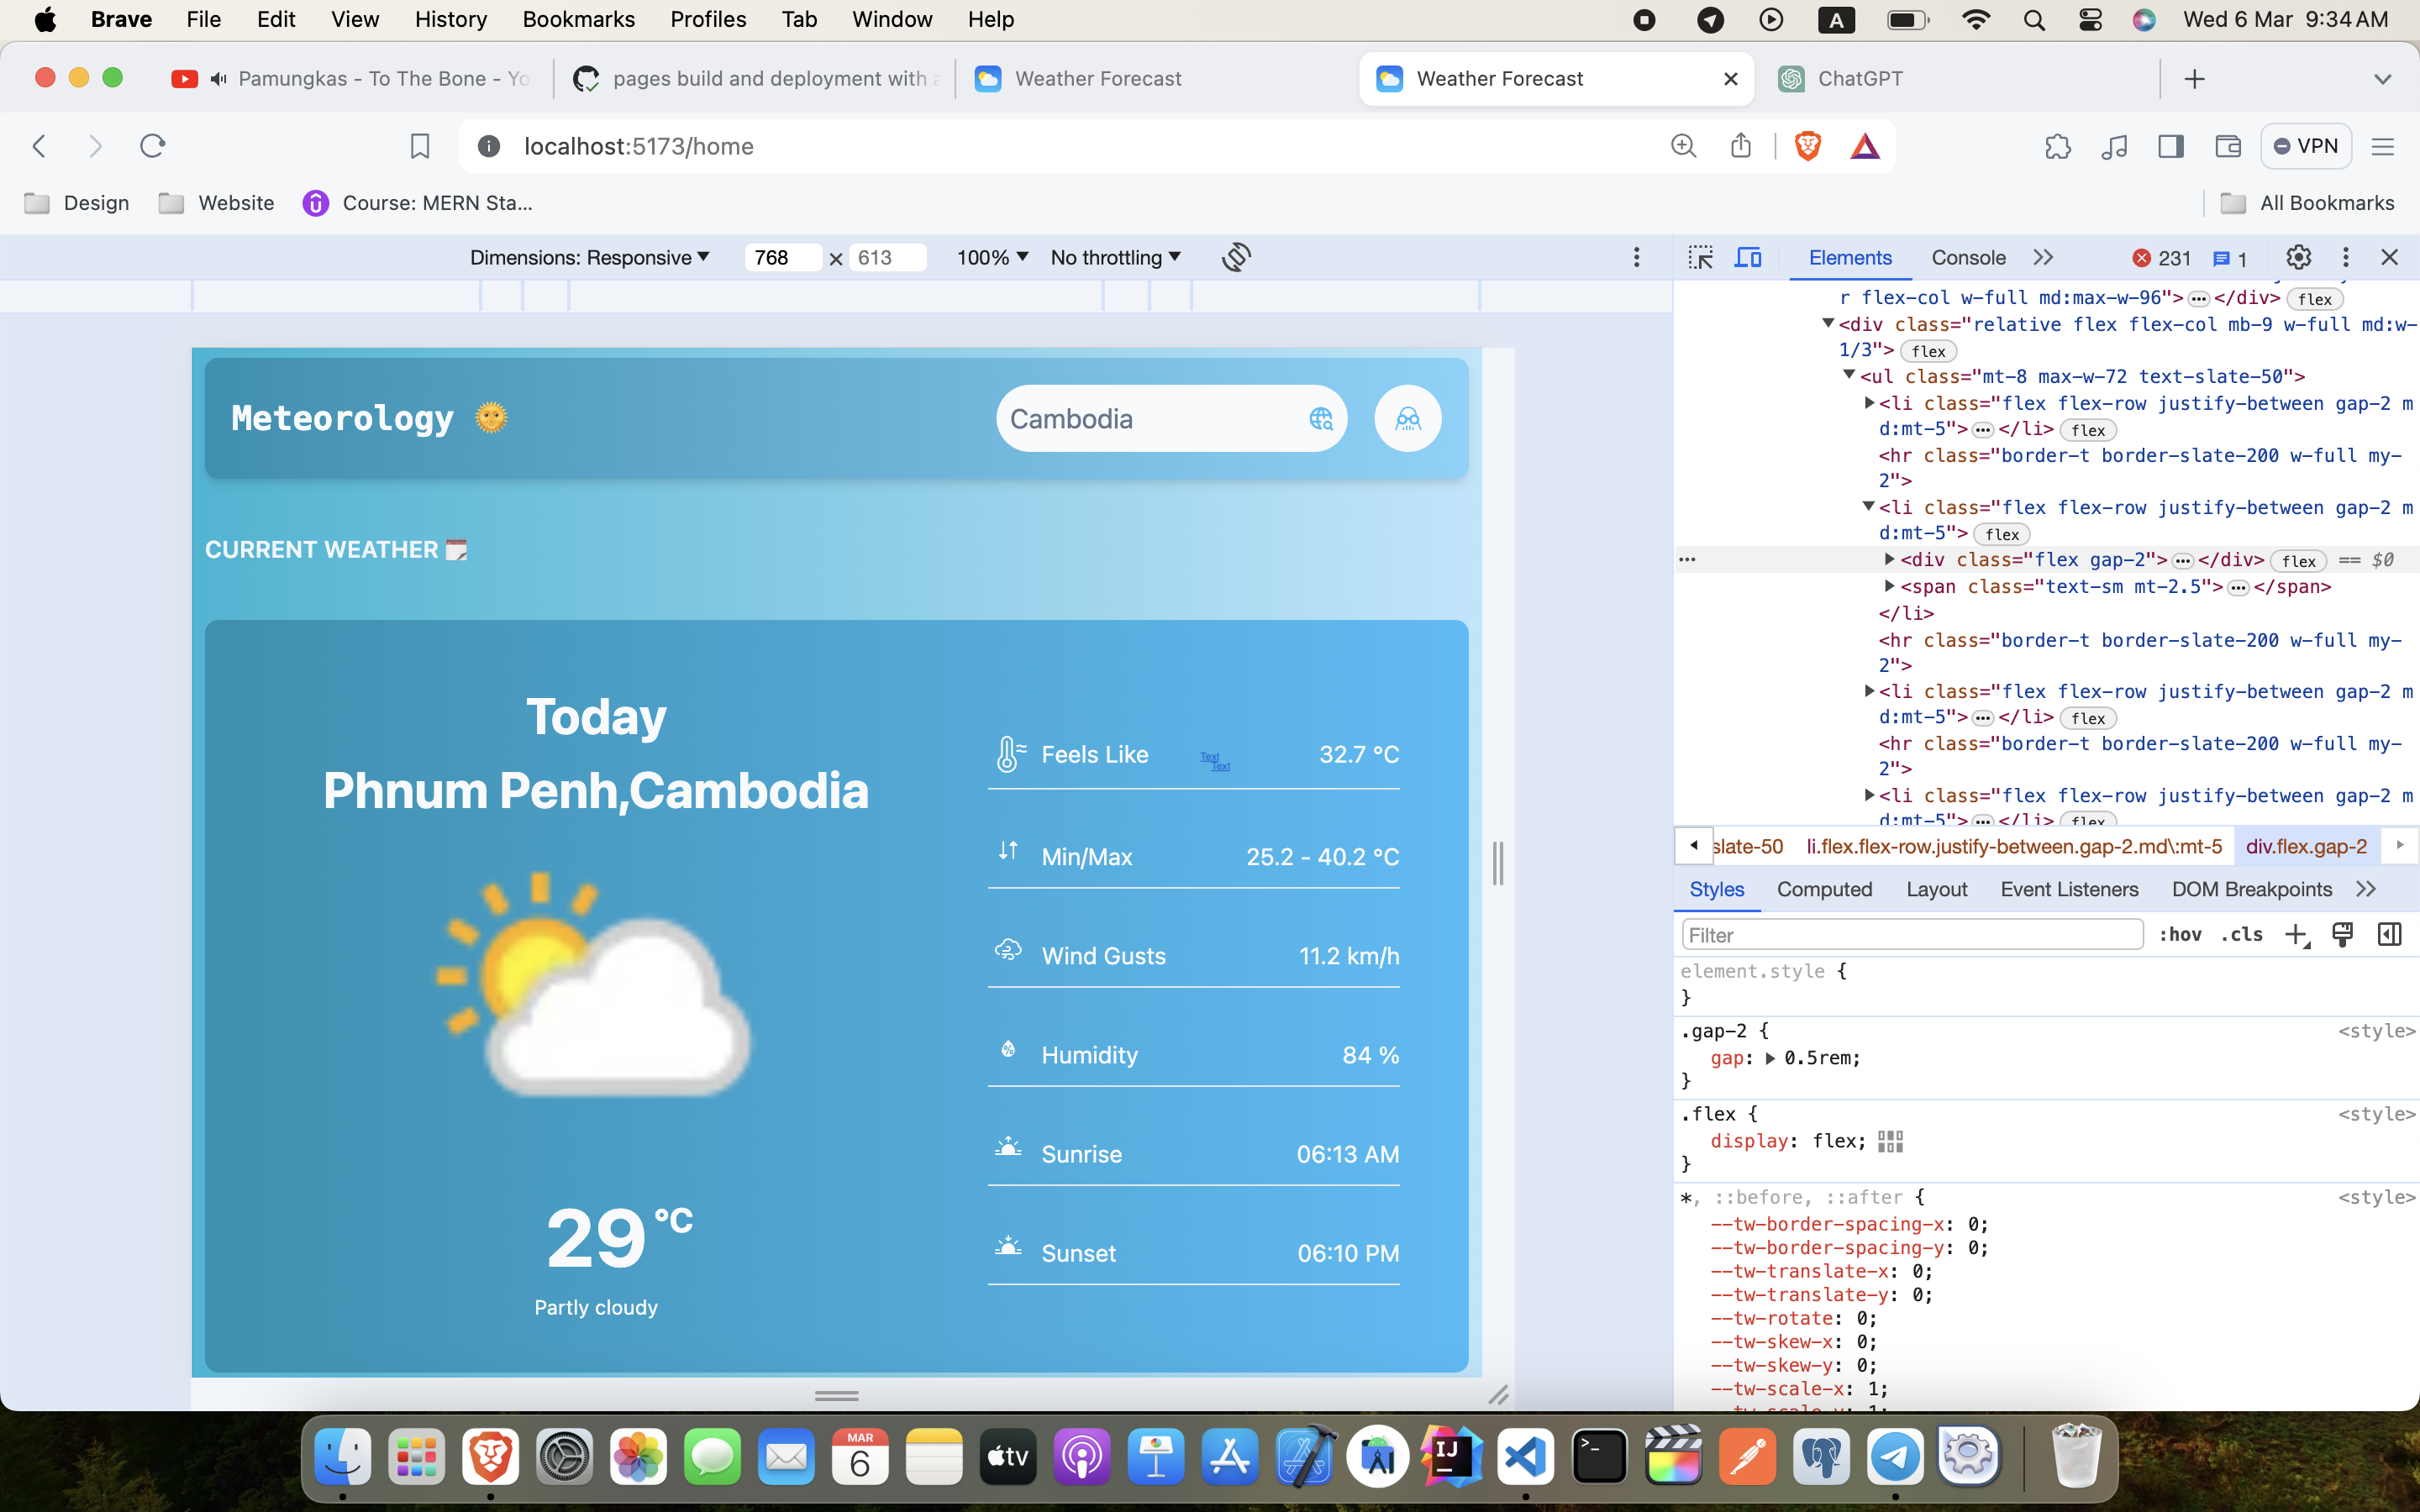 Brave File Edit View History Bookmarks Profiles Tab Window Help A Wed 6 Mar 9:34 AM
Pamungkas - To The Bone - Yo pages build and deployment with a Weather Forecast Weather Forecast ChatGPT
localhost:5173/home VPN
Design Website Course: MERN Sta... All Bookmarks
Dimensions: Responsive 768 × 613 100% No throttling Elements Console 231 1
r flex-col w-full md:max-w-96"></div> flex
<div class="relative flex flex-col mb-9 w-full md:w-
1/3"> flex
<ul class="mt-8 max-w-72 text-slate-50">
<li class="flex flex-row justify-between gap-2 m
d:mt-5"></li> flex
<hr class="border-t border-slate-200 w-full my-
2">
<li class="flex flex-row justify-between gap-2 m
d:mt-5"> flex
<div class="flex gap-2"></div> flex == $0
<span class="text-sm mt-2.5"></span>
</li>
<hr class="border-t border-slate-200 w-full my-
2">
<li class="flex flex-row justify-between gap-2 m
d:mt-5"></li> flex
<hr class="border-t border-slate-200 w-full my-
2">
<li class="flex flex-row justify-between gap-2 m
d:mt-5"></li> flex
slate-50 li.flex.flex-row.justify-between.gap-2.md\:mt-5 div.flex.gap-2
Styles Computed Layout Event Listeners DOM Breakpoints
Filter :hov .cls
element.style {
}
.gap-2 { <style>
gap: 0.5rem;
}
.flex { <style>
display: flex;
}
*, ::before, ::after { <style>
--tw-border-spacing-x: 0;
--tw-border-spacing-y: 0;
--tw-translate-x: 0;
--tw-translate-y: 0;
--tw-rotate: 0;
--tw-skew-x: 0;
--tw-skew-y: 0;
--tw-scale-x: 1;
--tw-scale-y: 1;
Meteorology Cambodia
CURRENT WEATHER
Today
Phnum Penh,Cambodia
29 °C
Partly cloudy
Feels Like Text Text 32.7 °C
Min/Max 25.2 - 40.2 °C
Wind Gusts 11.2 km/h
Humidity 84 %
Sunrise 06:13 AM
Sunset 06:10 PM
MAR
6
tv
IJ